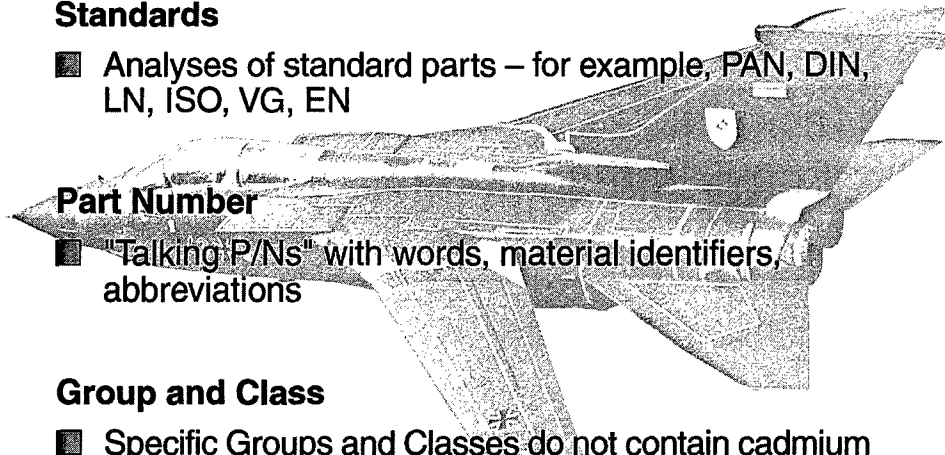 Standards
Analyses of standard parts – for example, PAN, DIN,
LN, ISO, VG, EN
Part Number
"Talking P/Ns" with words, material identifiers,
abbreviations
Group and Class
Specific Groups and Classes do not contain cadmium